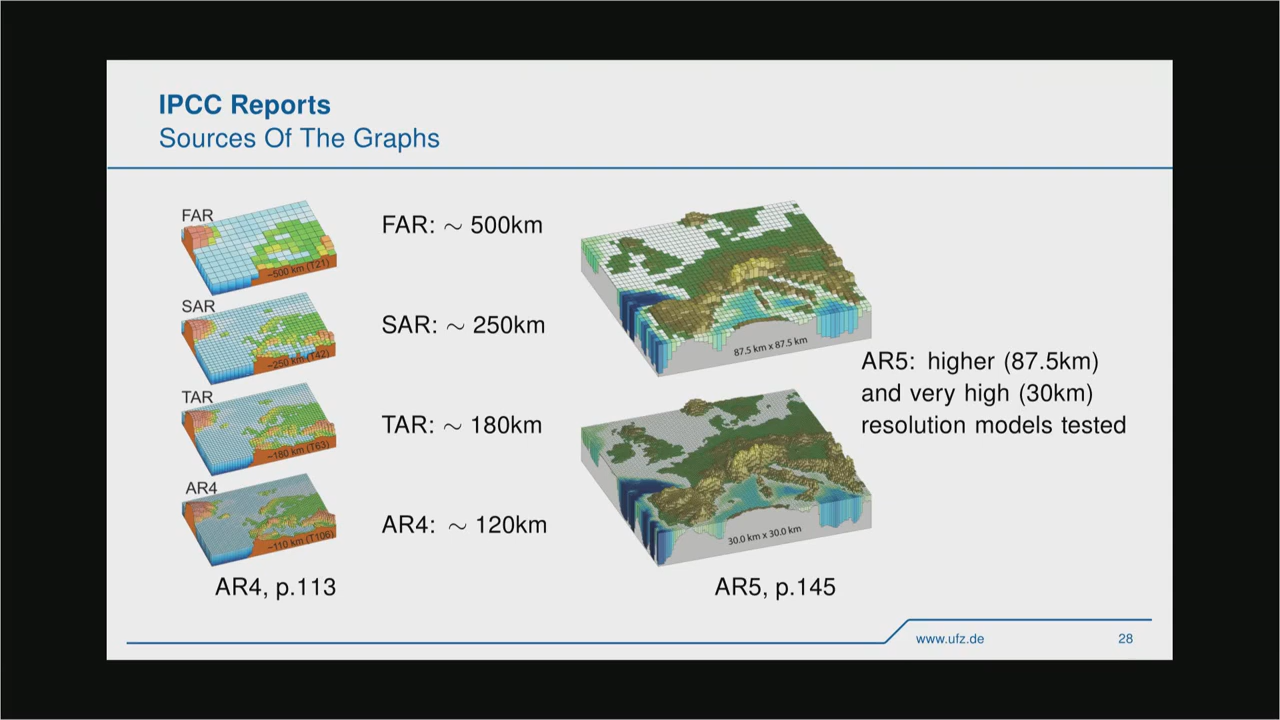 IPCC Reports
Sources Of The Graphs
FAR
~500 km (T21)
FAR: ∼ 500km
SAR
~250 km (T42)
SAR: ∼ 250km
TAR
~180 km (T63)
TAR: ∼ 180km
AR4
~110 km (T106)
AR4: ∼ 120km
AR4, p.113
87.5 km x 87.5 km
30.0 km x 30.0 km
AR5: higher (87.5km)
and very high (30km)
resolution models tested
AR5, p.145
www.ufz.de
28